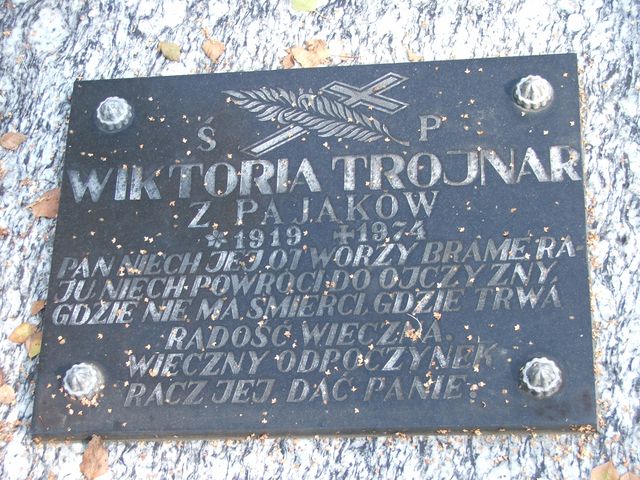 Ś P
WIKTORIA TROJNAR
Z PAJĄKÓW
* 1919 ✝ 1974
PAN NIECH JEJ OTWORZY BRAMĘ RA-
JU, NIECH POWRÓCI DO OJCZYZNY,
GDZIE NIE MA ŚMIERCI, GDZIE TRWA
RADOŚĆ WIECZNA.
WIECZNY ODPOCZYNEK
RACZ JEJ DAĆ PANIE.